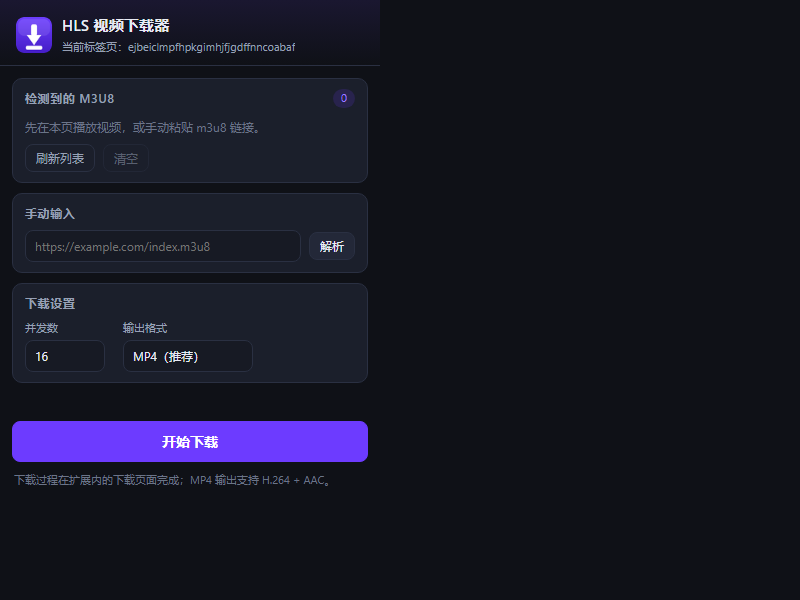 HLS 视频下载器
当前标签页：ejbeiclmpfhpkgimhjfjgdffnncoabaf
检测到的 M3U8
0
先在本页播放视频，或手动粘贴 m3u8 链接。
刷新列表
清空
手动输入
https://example.com/index.m3u8
解析
下载设置
并发数
输出格式
16
MP4（推荐）
开始下载
下载过程在扩展内的下载页面完成；MP4 输出支持 H.264 + AAC。